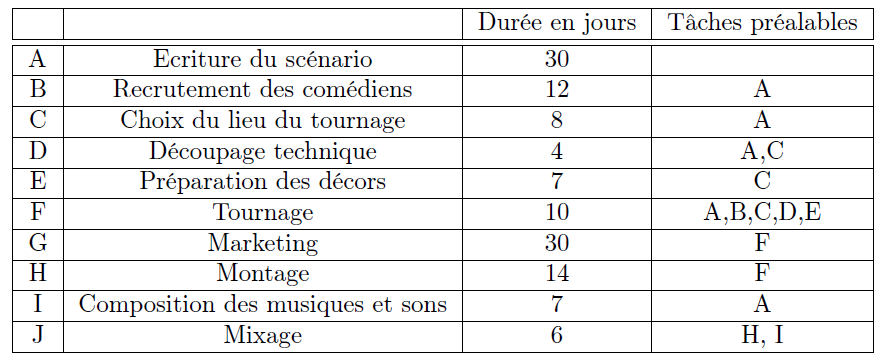 Durée en jours Tâches préalables
A Ecriture du scénario 30
B Recrutement des comédiens 12 A
C Choix du lieu du tournage 8 A
D Découpage technique 4 A,C
E Préparation des décors 7 C
F Tournage 10 A,B,C,D,E
G Marketing 30 F
H Montage 14 F
I Composition des musiques et sons 7 A
J Mixage 6 H, I